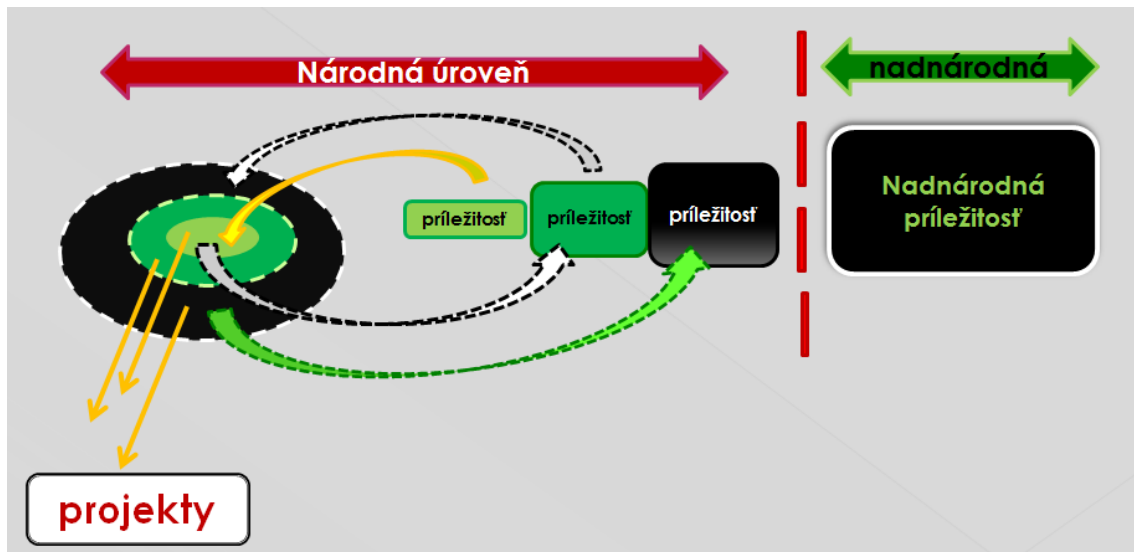 Národná úroveň
nadnárodná
príležitosť
príležitosť
príležitosť
Nadnárodná
príležitosť
projekty